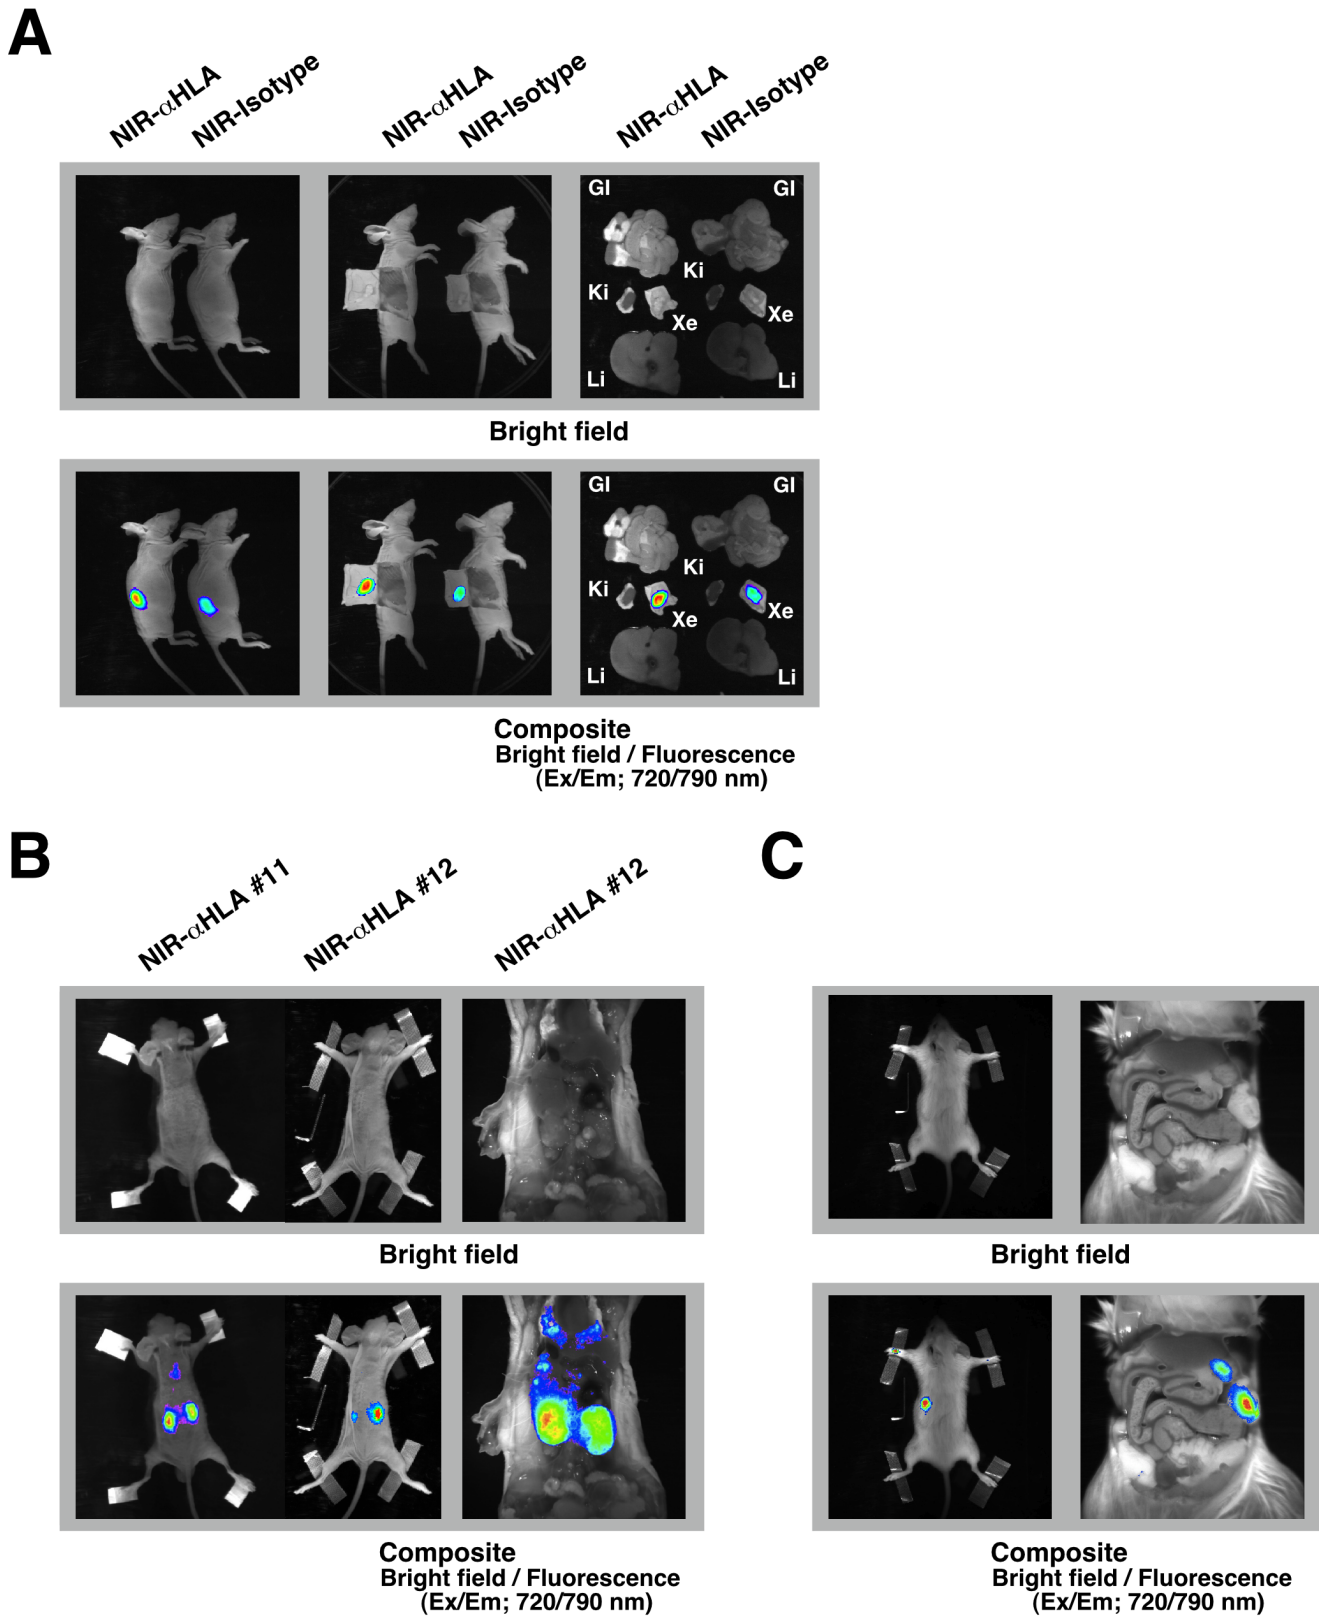 A
NIR-αHLA
NIR-Isotype
NIR-αHLA
NIR-Isotype
NIR-αHLA
NIR-Isotype
GI
GI
Ki
Ki
Xe
Xe
Li
Li
Bright field
GI
GI
Ki
Ki
Xe
Xe
Li
Li
Composite
Bright field / Fluorescence
(Ex/Em; 720/790 nm)
B
NIR-αHLA #11
NIR-αHLA #12
NIR-αHLA #12
Bright field
Composite
Bright field / Fluorescence
(Ex/Em; 720/790 nm)
C
Bright field
Composite
Bright field / Fluorescence
(Ex/Em; 720/790 nm)